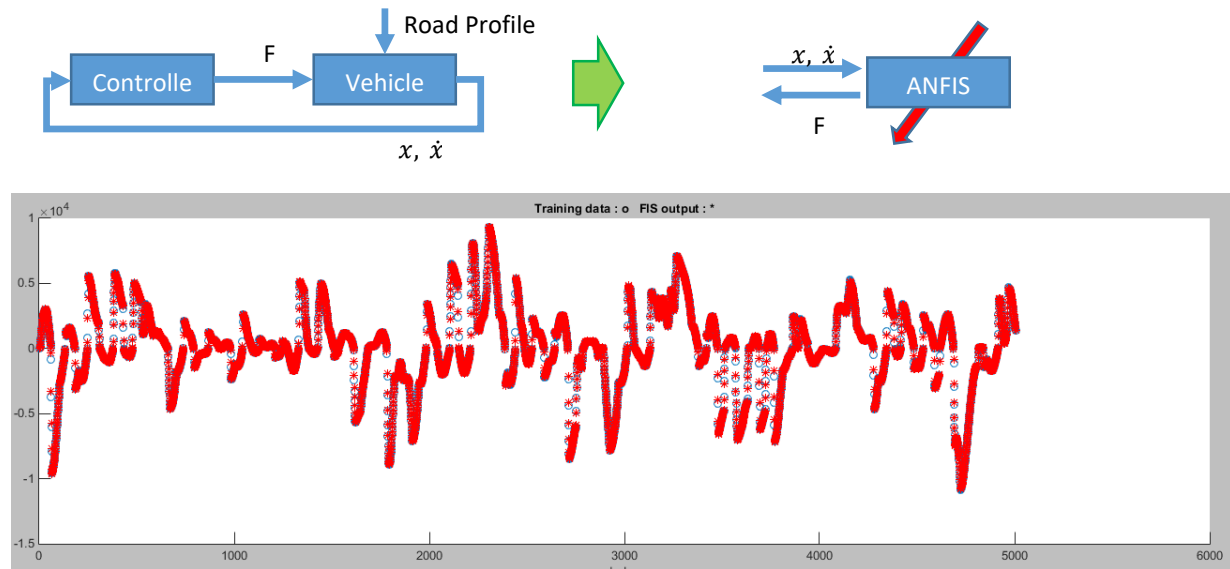 Road Profile
F
Controlle
Vehicle
x, ẋ
x, ẋ
ANFIS
F
×10⁴
Training data : o FIS output : *
1
0.5
0
-0.5
-1
-1.5
0
1000
2000
3000
4000
5000
6000